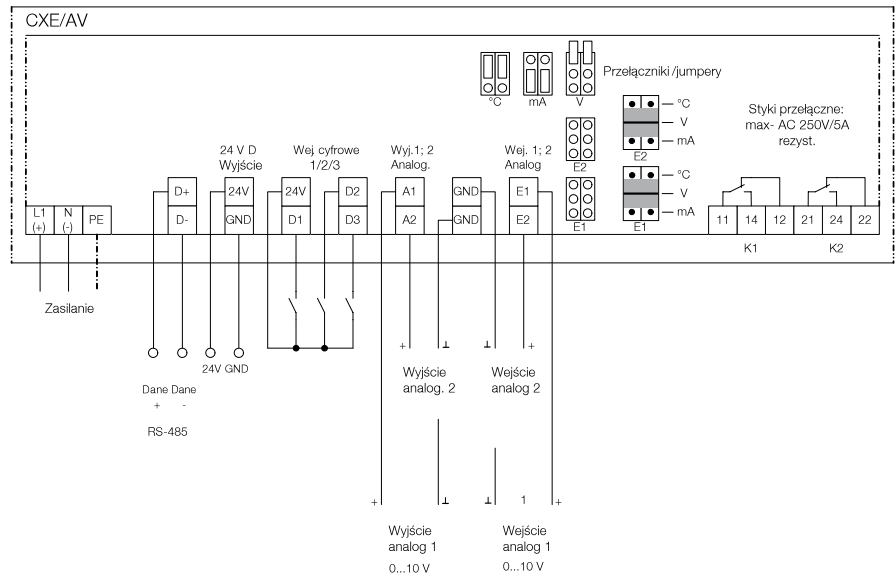 CXE/AV
°C mA V
Przełączniki /jumpery
°C
V
mA
E2
E2
°C
V
mA
E1
E1
Styki przełączne:
max- AC 250V/5A
rezyst.
24 V D
Wyjście
Wej. cyfrowe
1/2/3
Wyj.1; 2
Analog.
Wej. 1; 2
Analog
L1
(+)
N
(-)
PE
D+
D-
24V
GND
24V
D1
D2
D3
A1
A2
GND
GND
E1
E2
11 14 12 21 24 22
K1 K2
Zasilanie
24V GND
Dane Dane
+ -
RS-485
+ ⊥ ⊥ +
Wyjście
analog. 2
Wejście
analog 2
+ ⊥ ⊥ 1 +
Wyjście
analog 1
0...10 V
Wejście
analog 1
0...10 V